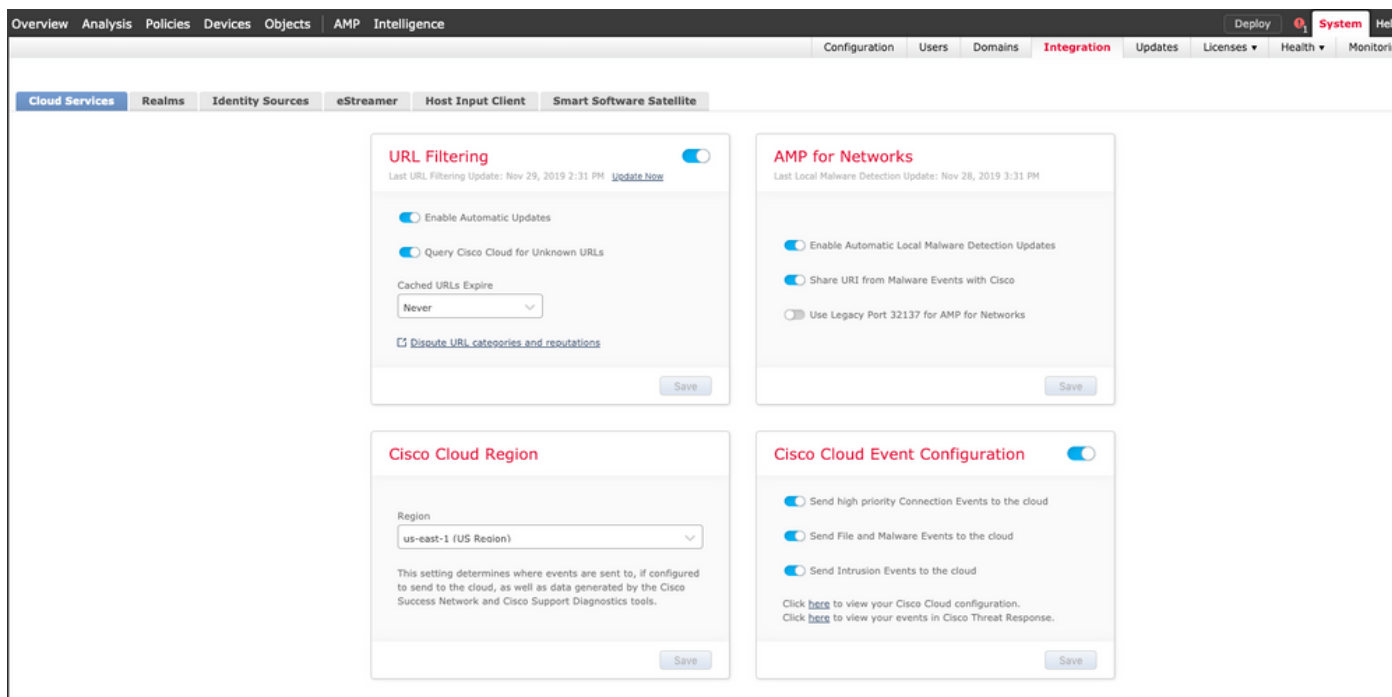 Overview Analysis Policies Devices Objects AMP Intelligence Deploy 1 System Hel
Configuration Users Domains Integration Updates Licenses Health Monitori
Cloud Services Realms Identity Sources eStreamer Host Input Client Smart Software Satellite
URL Filtering
Last URL Filtering Update: Nov 29, 2019 2:31 PM Update Now
Enable Automatic Updates
Query Cisco Cloud for Unknown URLs
Cached URLs Expire
Never
Dispute URL categories and reputations
Save
AMP for Networks
Last Local Malware Detection Update: Nov 28, 2019 3:31 PM
Enable Automatic Local Malware Detection Updates
Share URI from Malware Events with Cisco
Use Legacy Port 32137 for AMP for Networks
Save
Cisco Cloud Region
Region
us-east-1 (US Region)
This setting determines where events are sent to, if configured
to send to the cloud, as well as data generated by the Cisco
Success Network and Cisco Support Diagnostics tools.
Save
Cisco Cloud Event Configuration
Send high priority Connection Events to the cloud
Send File and Malware Events to the cloud
Send Intrusion Events to the cloud
Click here to view your Cisco Cloud configuration.
Click here to view your events in Cisco Threat Response.
Save